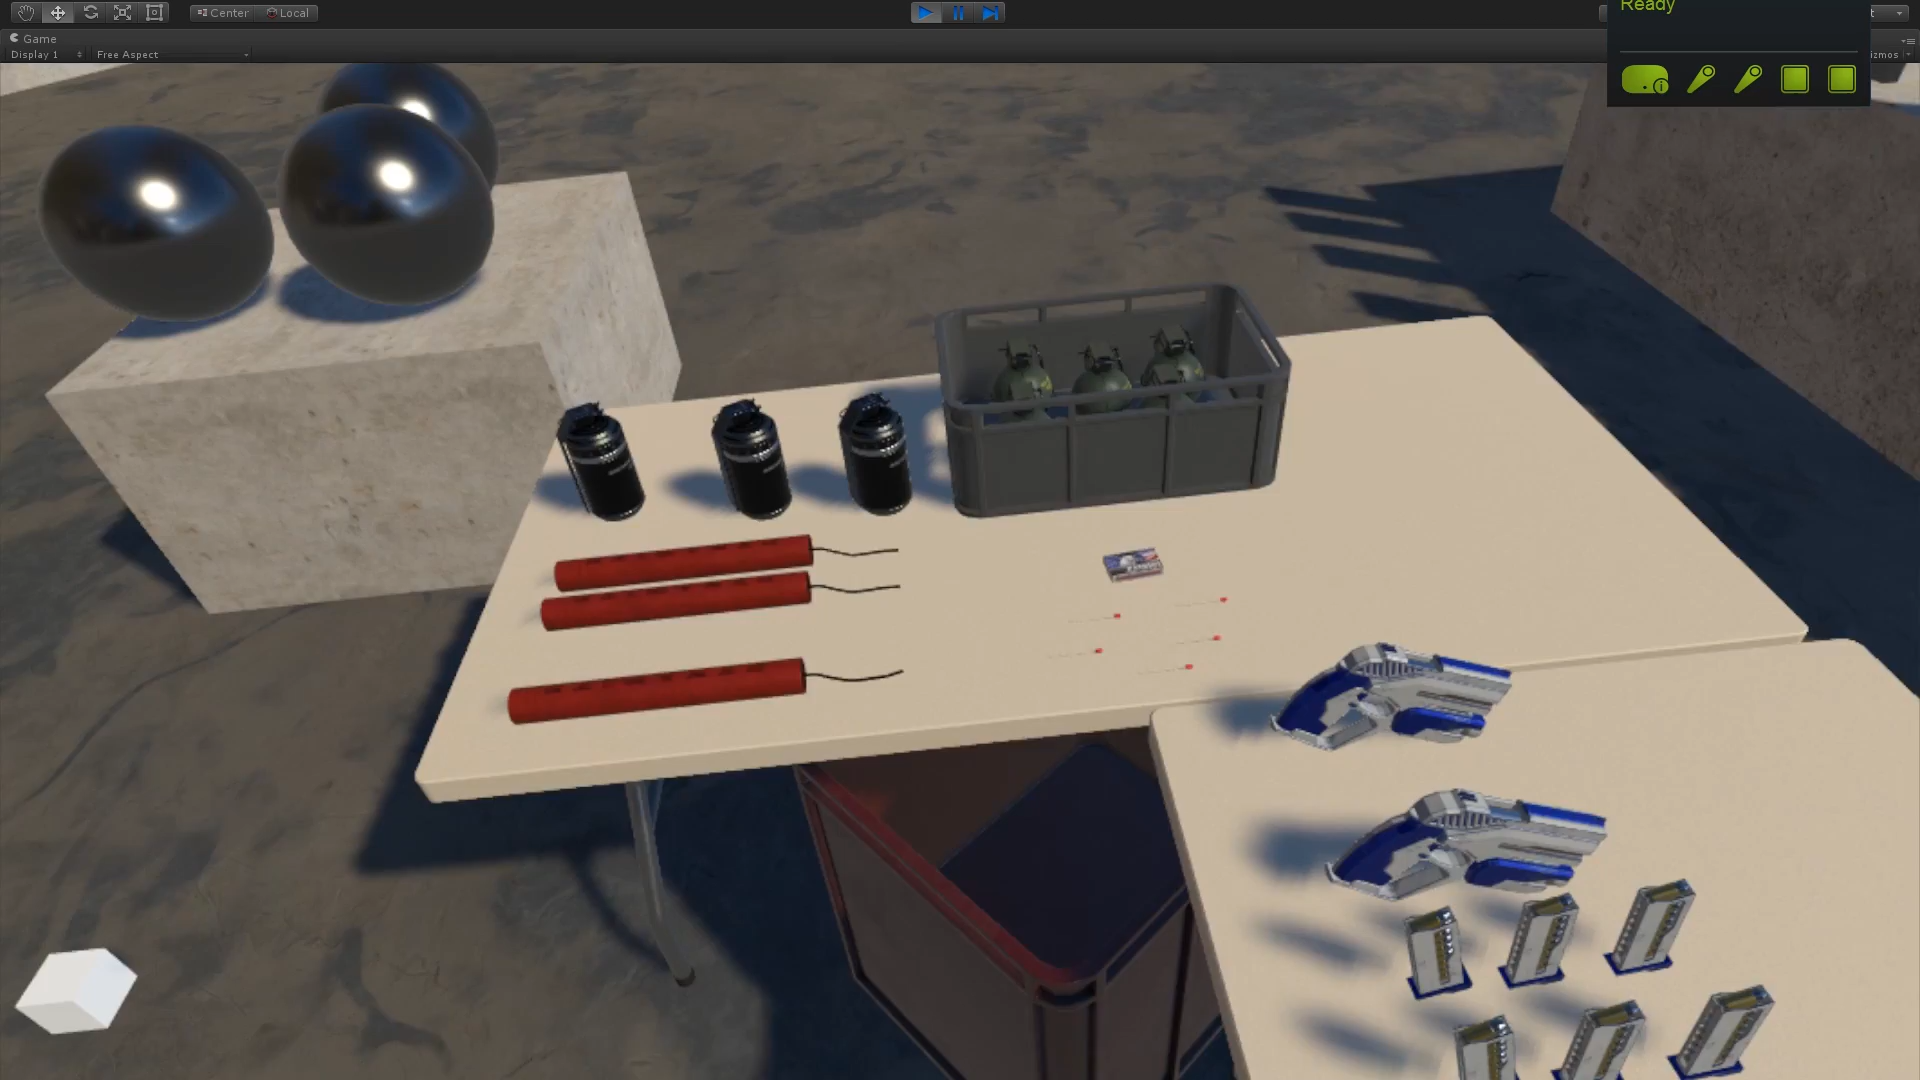 Center Local
Ready
t
Game
Display 1 Free Aspect
izmos